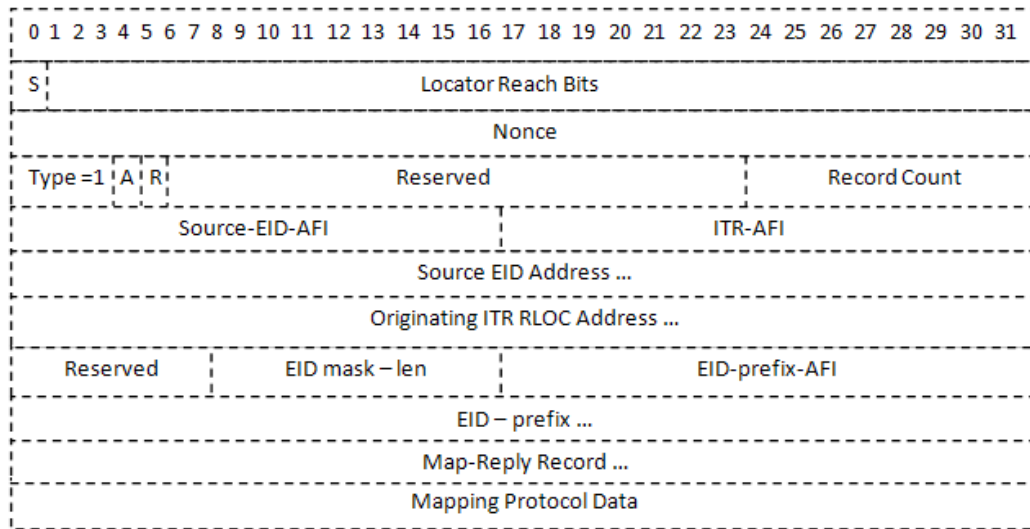 0 1 2 3 4 5 6 7 8 9 10 11 12 13 14 15 16 17 18 19 20 21 22 23 24 25 26 27 28 29 30 31
S Locator Reach Bits
Nonce
Type =1 A R Reserved Record Count
Source-EID-AFI ITR-AFI
Source EID Address ...
Originating ITR RLOC Address ...
Reserved EID mask – len EID-prefix-AFI
EID – prefix ...
Map-Reply Record ...
Mapping Protocol Data